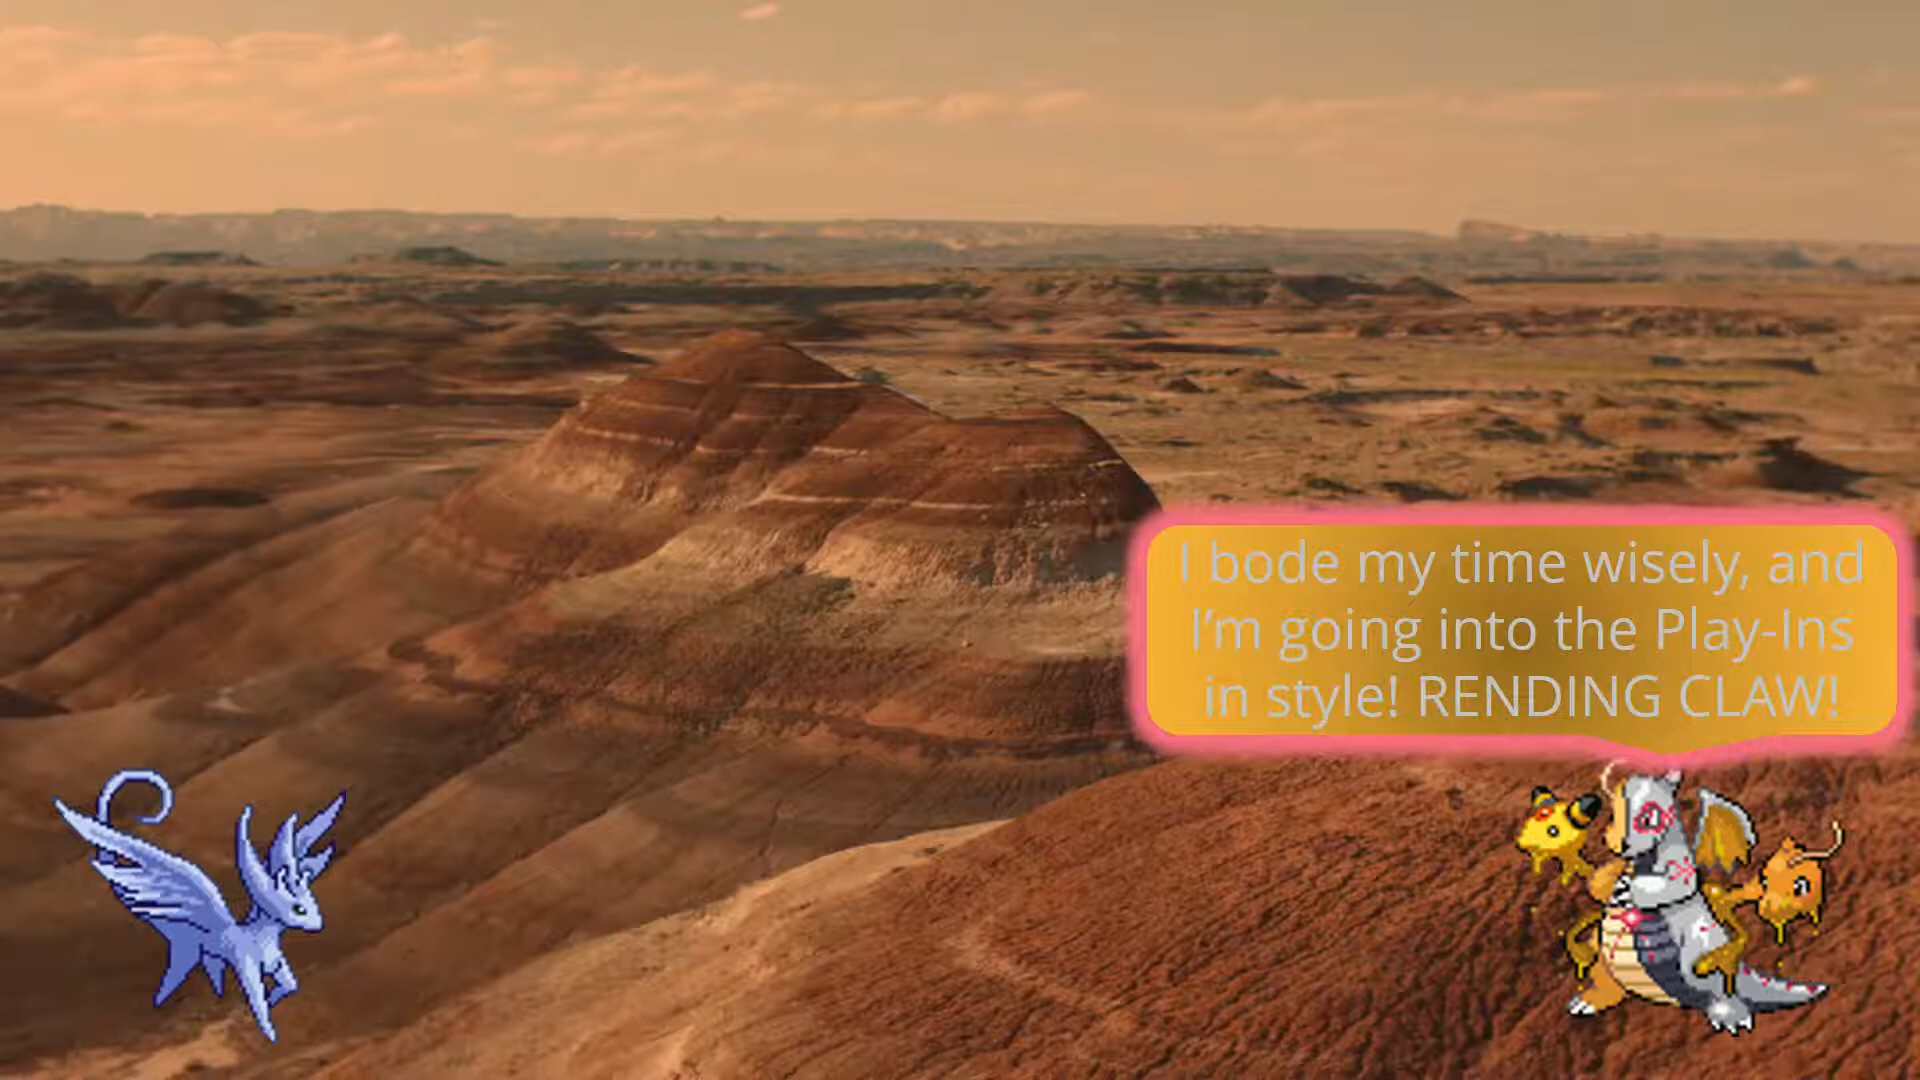 I bode my time wisely, and
I'm going into the Play-Ins
in style! RENDING CLAW!